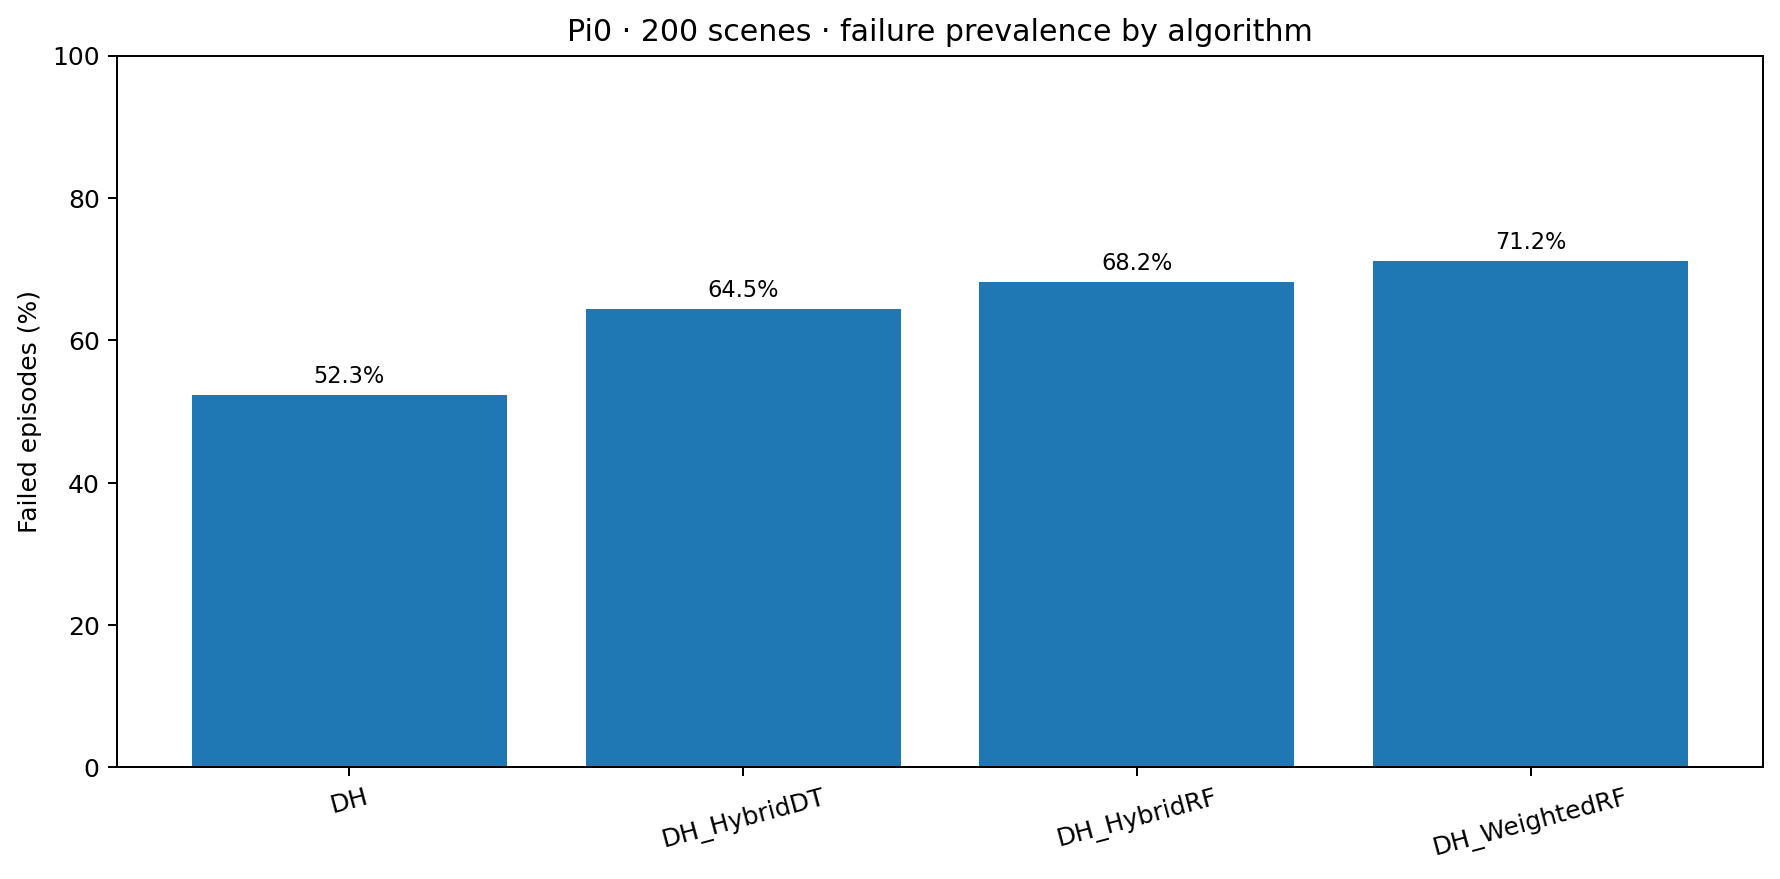 Pi0 · 200 scenes · failure prevalence by algorithm
Failed episodes (%)
100
80
60
40
20
0
52.3%
64.5%
68.2%
71.2%
DH
DH_HybridDT
DH_HybridRF
DH_WeightedRF